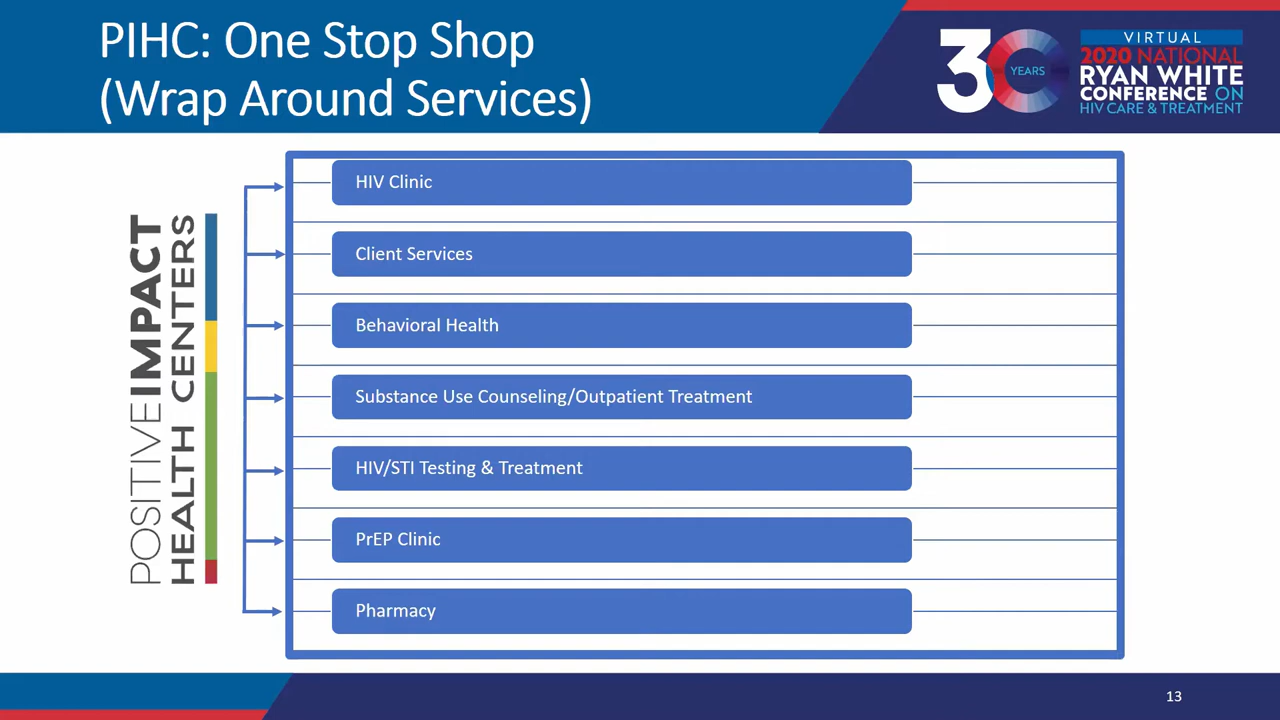 PIHC: One Stop Shop
(Wrap Around Services)
30
YEARS
VIRTUAL
2020 NATIONAL
RYAN WHITE
CONFERENCE ON
HIV CARE & TREATMENT
POSITIVEIMPACT
HEALTH CENTERS
HIV Clinic
Client Services
Behavioral Health
Substance Use Counseling/Outpatient Treatment
HIV/STI Testing & Treatment
PrEP Clinic
Pharmacy
13